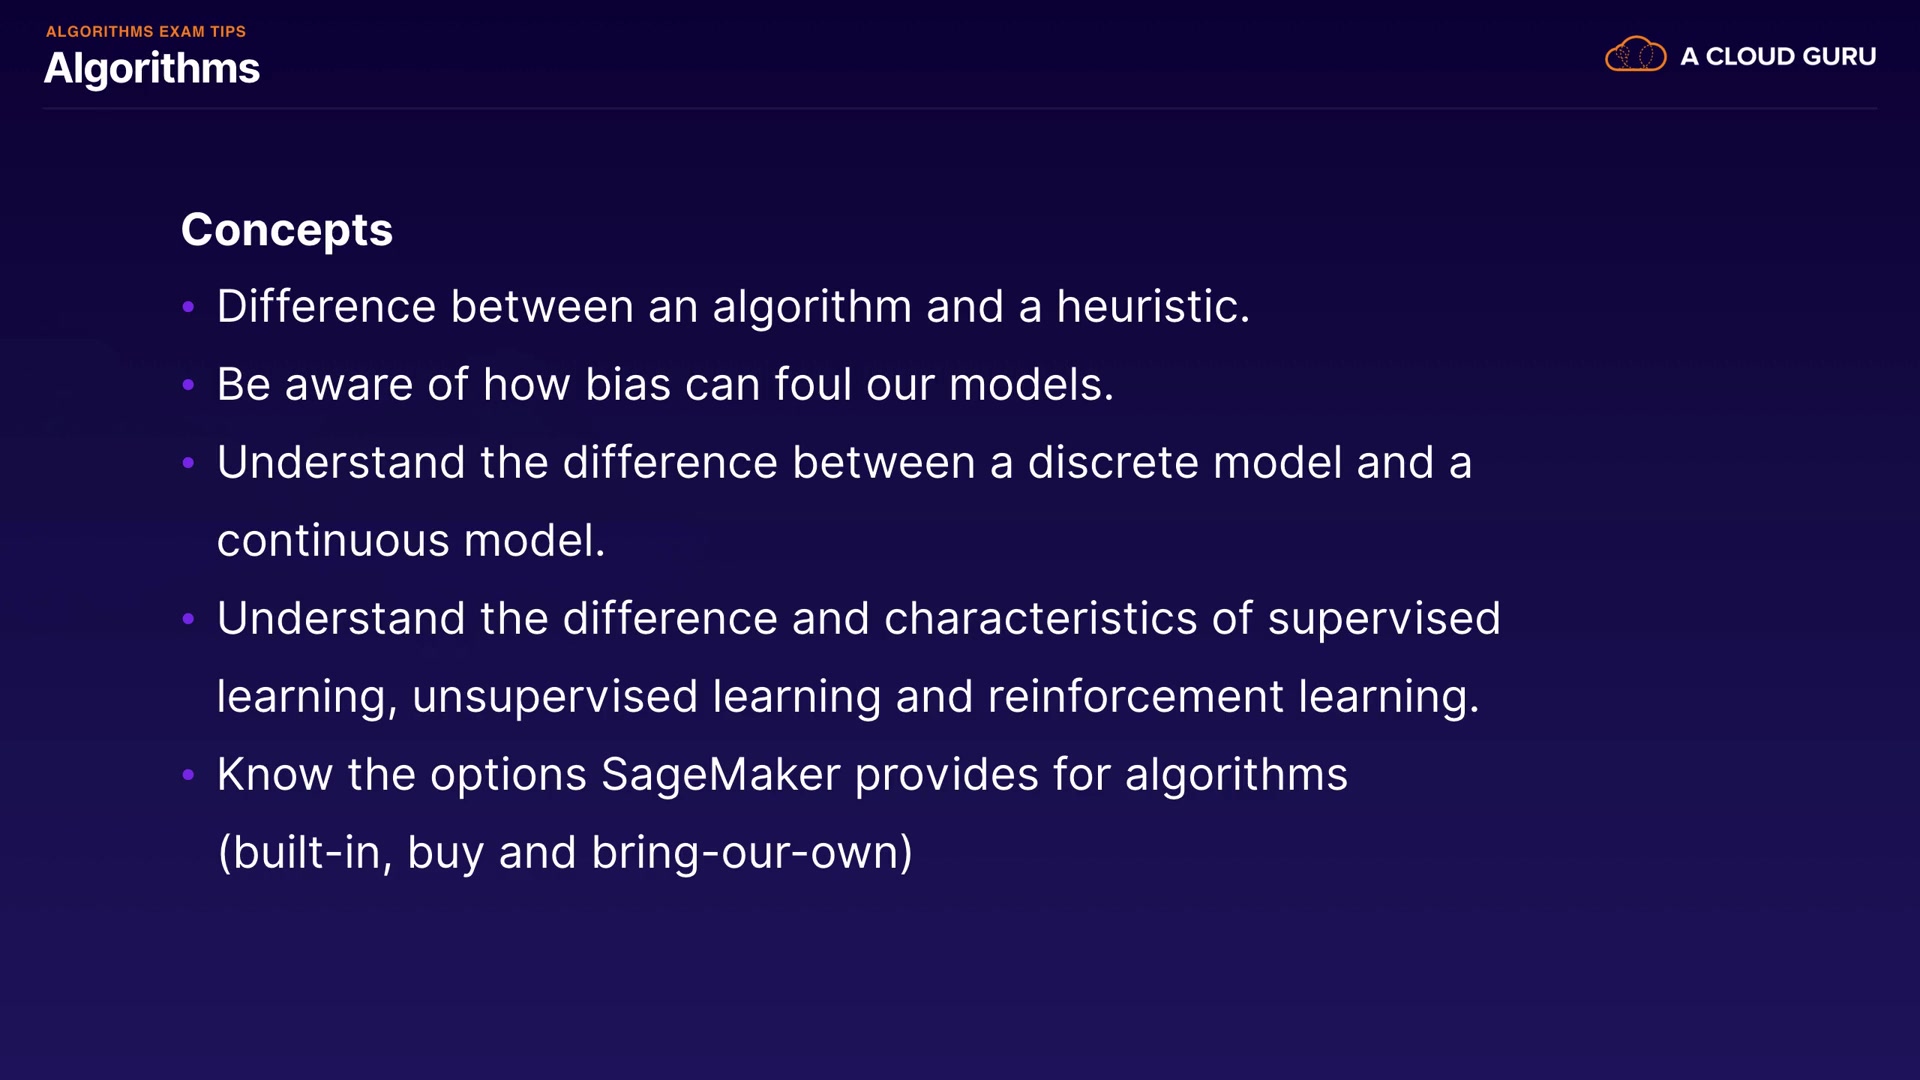 ALGORITHMS EXAM TIPS
Algorithms
A CLOUD GURU
Concepts
• Difference between an algorithm and a heuristic.
• Be aware of how bias can foul our models.
• Understand the difference between a discrete model and a
continuous model.
• Understand the difference and characteristics of supervised
learning, unsupervised learning and reinforcement learning.
• Know the options SageMaker provides for algorithms
(built-in, buy and bring-our-own)